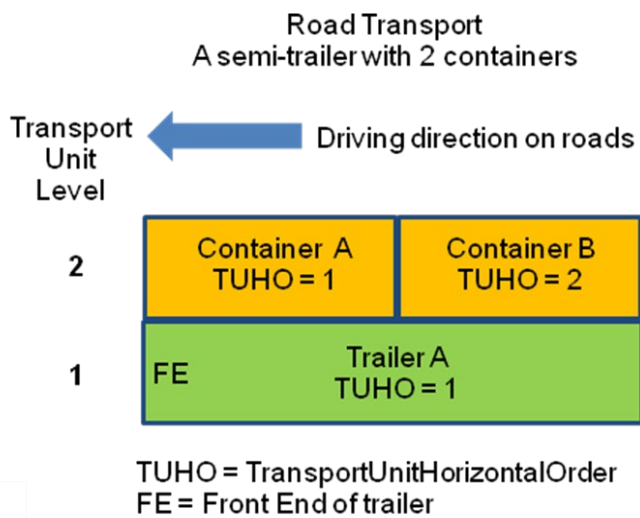 Road Transport
A semi-trailer with 2 containers
Transport
Unit
Level
Driving direction on roads
2
Container A
TUHO = 1
Container B
TUHO = 2
1
FE
Trailer A
TUHO = 1
TUHO = TransportUnitHorizontalOrder
FE = Front End of trailer